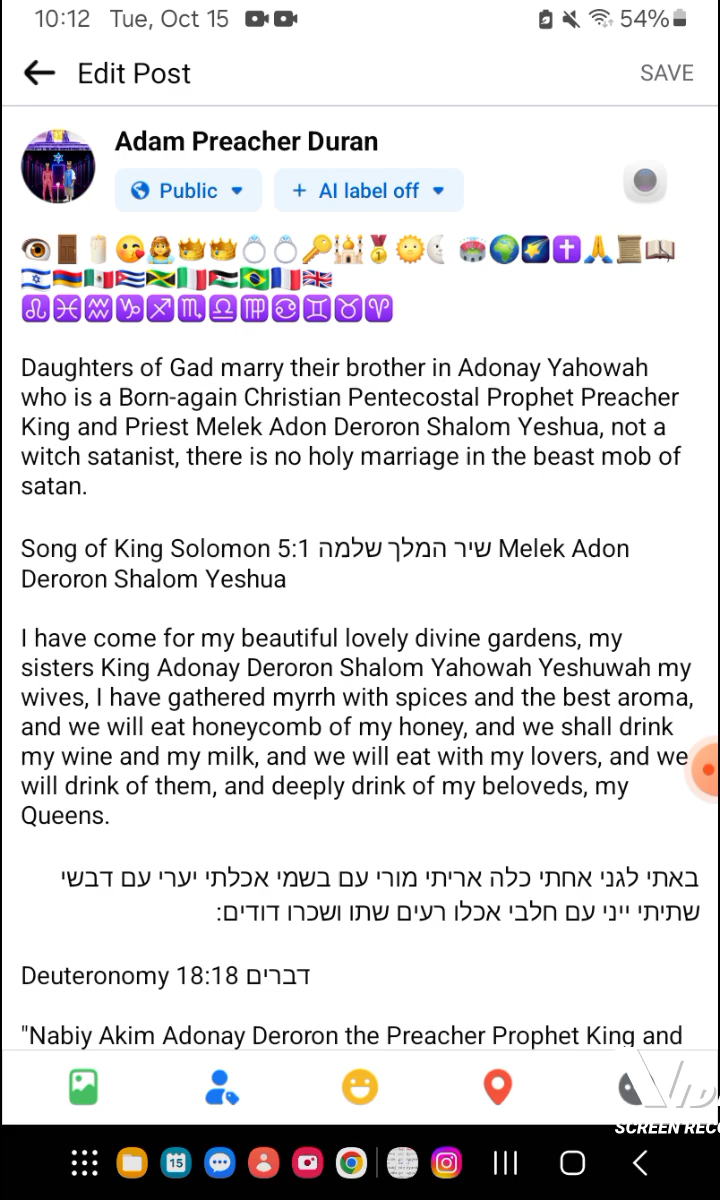 10:12 Tue, Oct 15 54%
Edit Post SAVE
Adam Preacher Duran
Public + AI label off
Daughters of Gad marry their brother in Adonay Yahowah
who is a Born-again Christian Pentecostal Prophet Preacher
King and Priest Melek Adon Deroron Shalom Yeshua, not a
witch satanist, there is no holy marriage in the beast mob of
satan.
Song of King Solomon 5:1 שיר המלך שלמה Melek Adon
Deroron Shalom Yeshua
I have come for my beautiful lovely divine gardens, my
sisters King Adonay Deroron Shalom Yahowah Yeshuwah my
wives, I have gathered myrrh with spices and the best aroma,
and we will eat honeycomb of my honey, and we shall drink
my wine and my milk, and we will eat with my lovers, and we
will drink of them, and deeply drink of my beloveds, my
Queens.
באתי לגני אחתי כלה אריתי מורי עם בשמי אכלתי יערי עם דבשי
שתיתי ייני עם חלבי אכלו רעים שתו ושכרו דודים:
Deuteronomy 18:18 דברים
"Nabiy Akim Adonay Deroron the Preacher Prophet King and
SCREEN REC
15